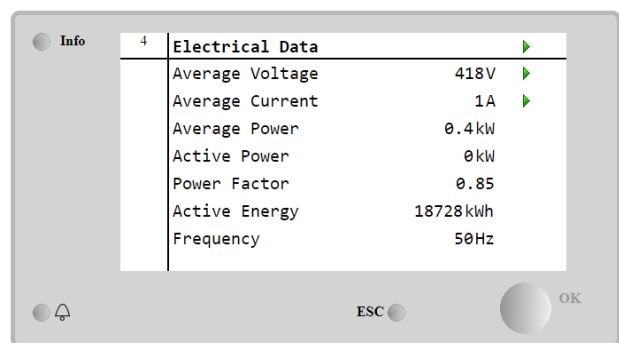 Info
4 Electrical Data
Average Voltage 418V
Average Current 1A
Average Power 0.4kW
Active Power 0kW
Power Factor 0.85
Active Energy 18728kWh
Frequency 50Hz
ESC
OK